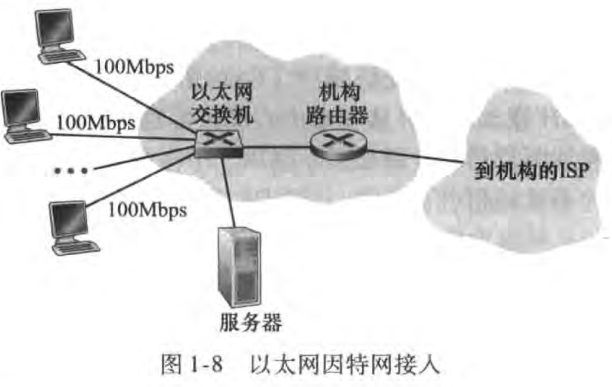 100Mbps
以太网
交换机
机构
路由器
100Mbps
到机构的ISP
100Mbps
服务器
图 1-8 以太网因特网接入